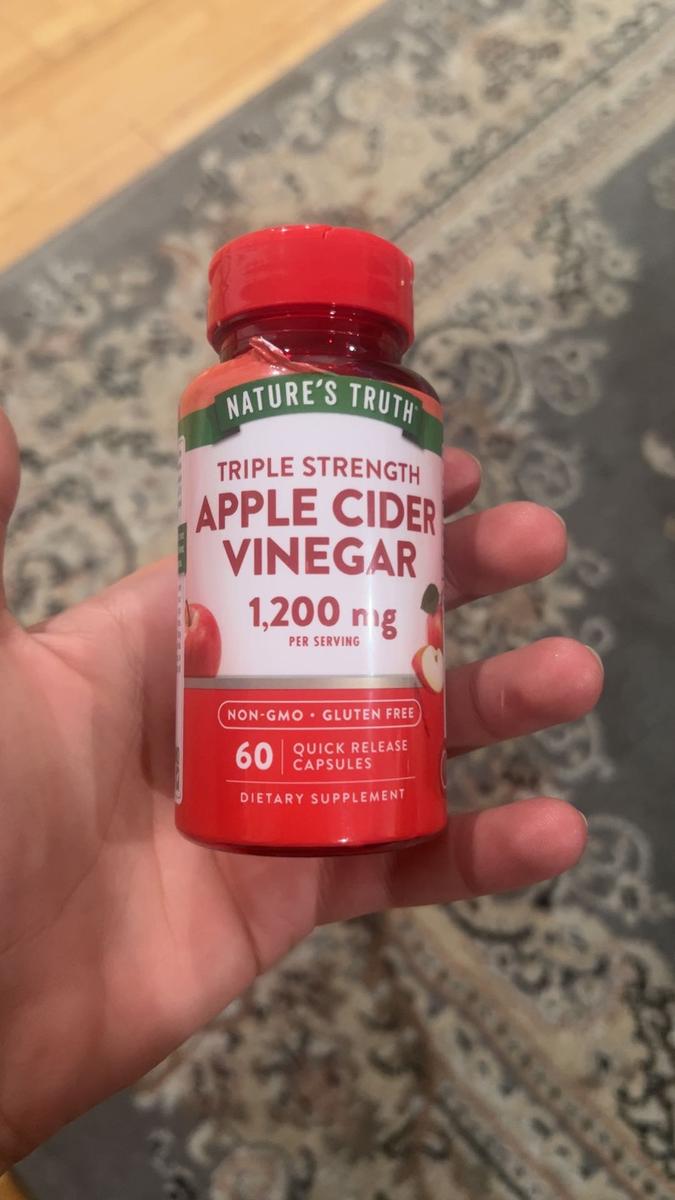 NATURE'S TRUTH
TRIPLE STRENGTH
APPLE CIDER
VINEGAR
1,200 mg
PER SERVING
NON-GMO • GLUTEN FREE
60
QUICK RELEASE
CAPSULES
DIETARY SUPPLEMENT